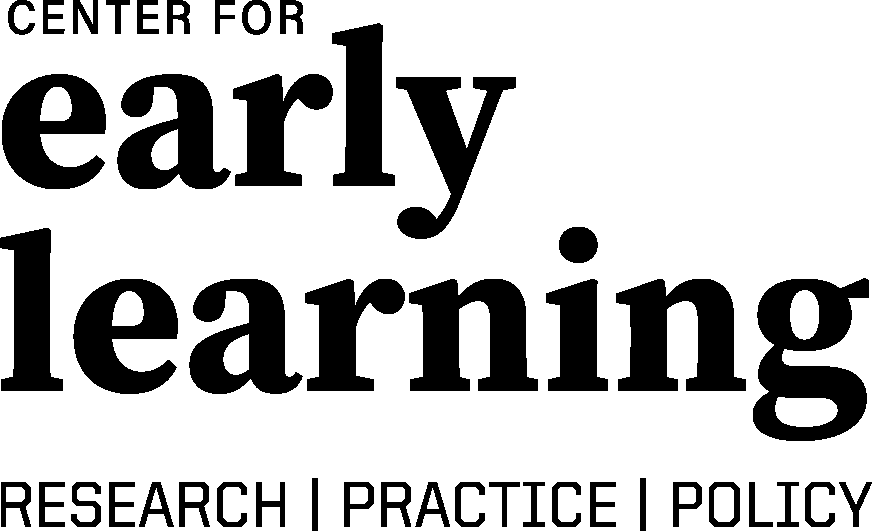 CENTER FOR
early
learning
RESEARCH | PRACTICE | POLICY